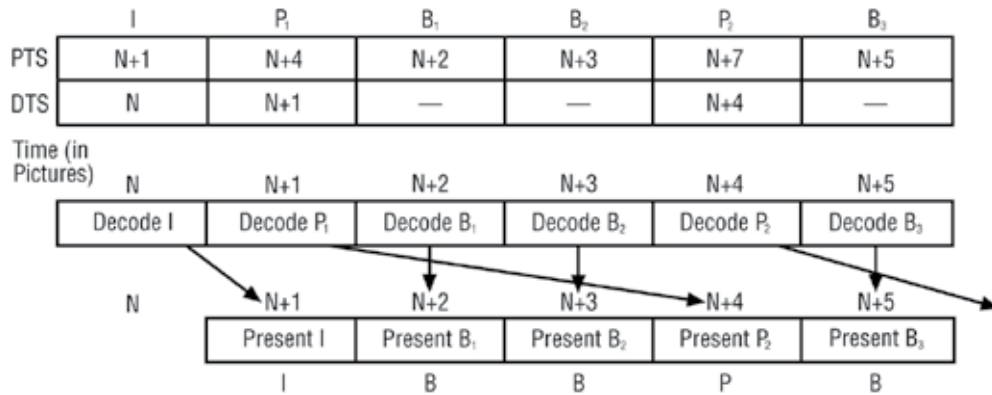 I P₁ B₁ B₂ P₂ B₃
PTS N+1 N+4 N+2 N+3 N+7 N+5
DTS N N+1 — — N+4 —
Time (in
Pictures)
N N+1 N+2 N+3 N+4 N+5
Decode I Decode P₁ Decode B₁ Decode B₂ Decode P₂ Decode B₃
N N+1 N+2 N+3 N+4 N+5
Present I Present B₁ Present B₂ Present P₂ Present B₃
I B B P B